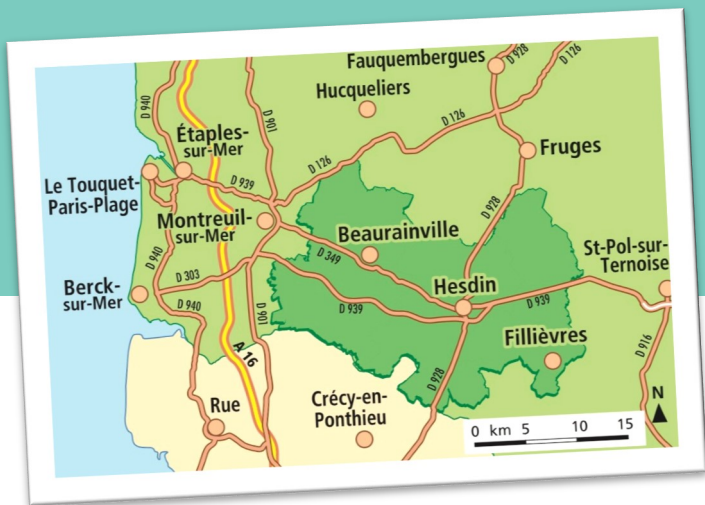 Fauquembergues
D 928
D 126
Hucqueliers
D 940
D 901
D 126
Étaples-
sur-Mer
Fruges
D 126
Le Touquet-
Paris-Plage
D 939
D 928
Montreuil-
sur-Mer
Beaurainville
St-Pol-sur-
Ternoise
D 940
D 349
D 303
Hesdin
Berck-
sur-Mer
D 940
D 901
D 939
D 939
Fillièvres
A 16
D 916
D 928
Rue
Crécy-en-
Ponthieu
N
0 km 5 10 15